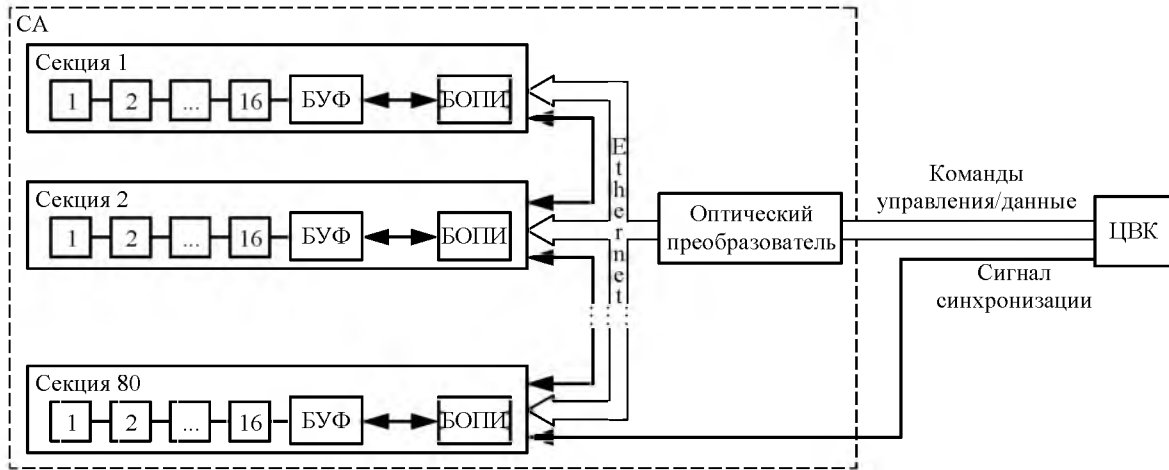 СА
Секция 1
1 2 ... 16 БУФ БОПИ
Секция 2
1 2 ... 16 БУФ БОПИ
Секция 80
1 2 ... 16 БУФ БОПИ
Ethernet
Оптический
преобразователь
Команды
управления/данные
ЦВК
Сигнал
синхронизации